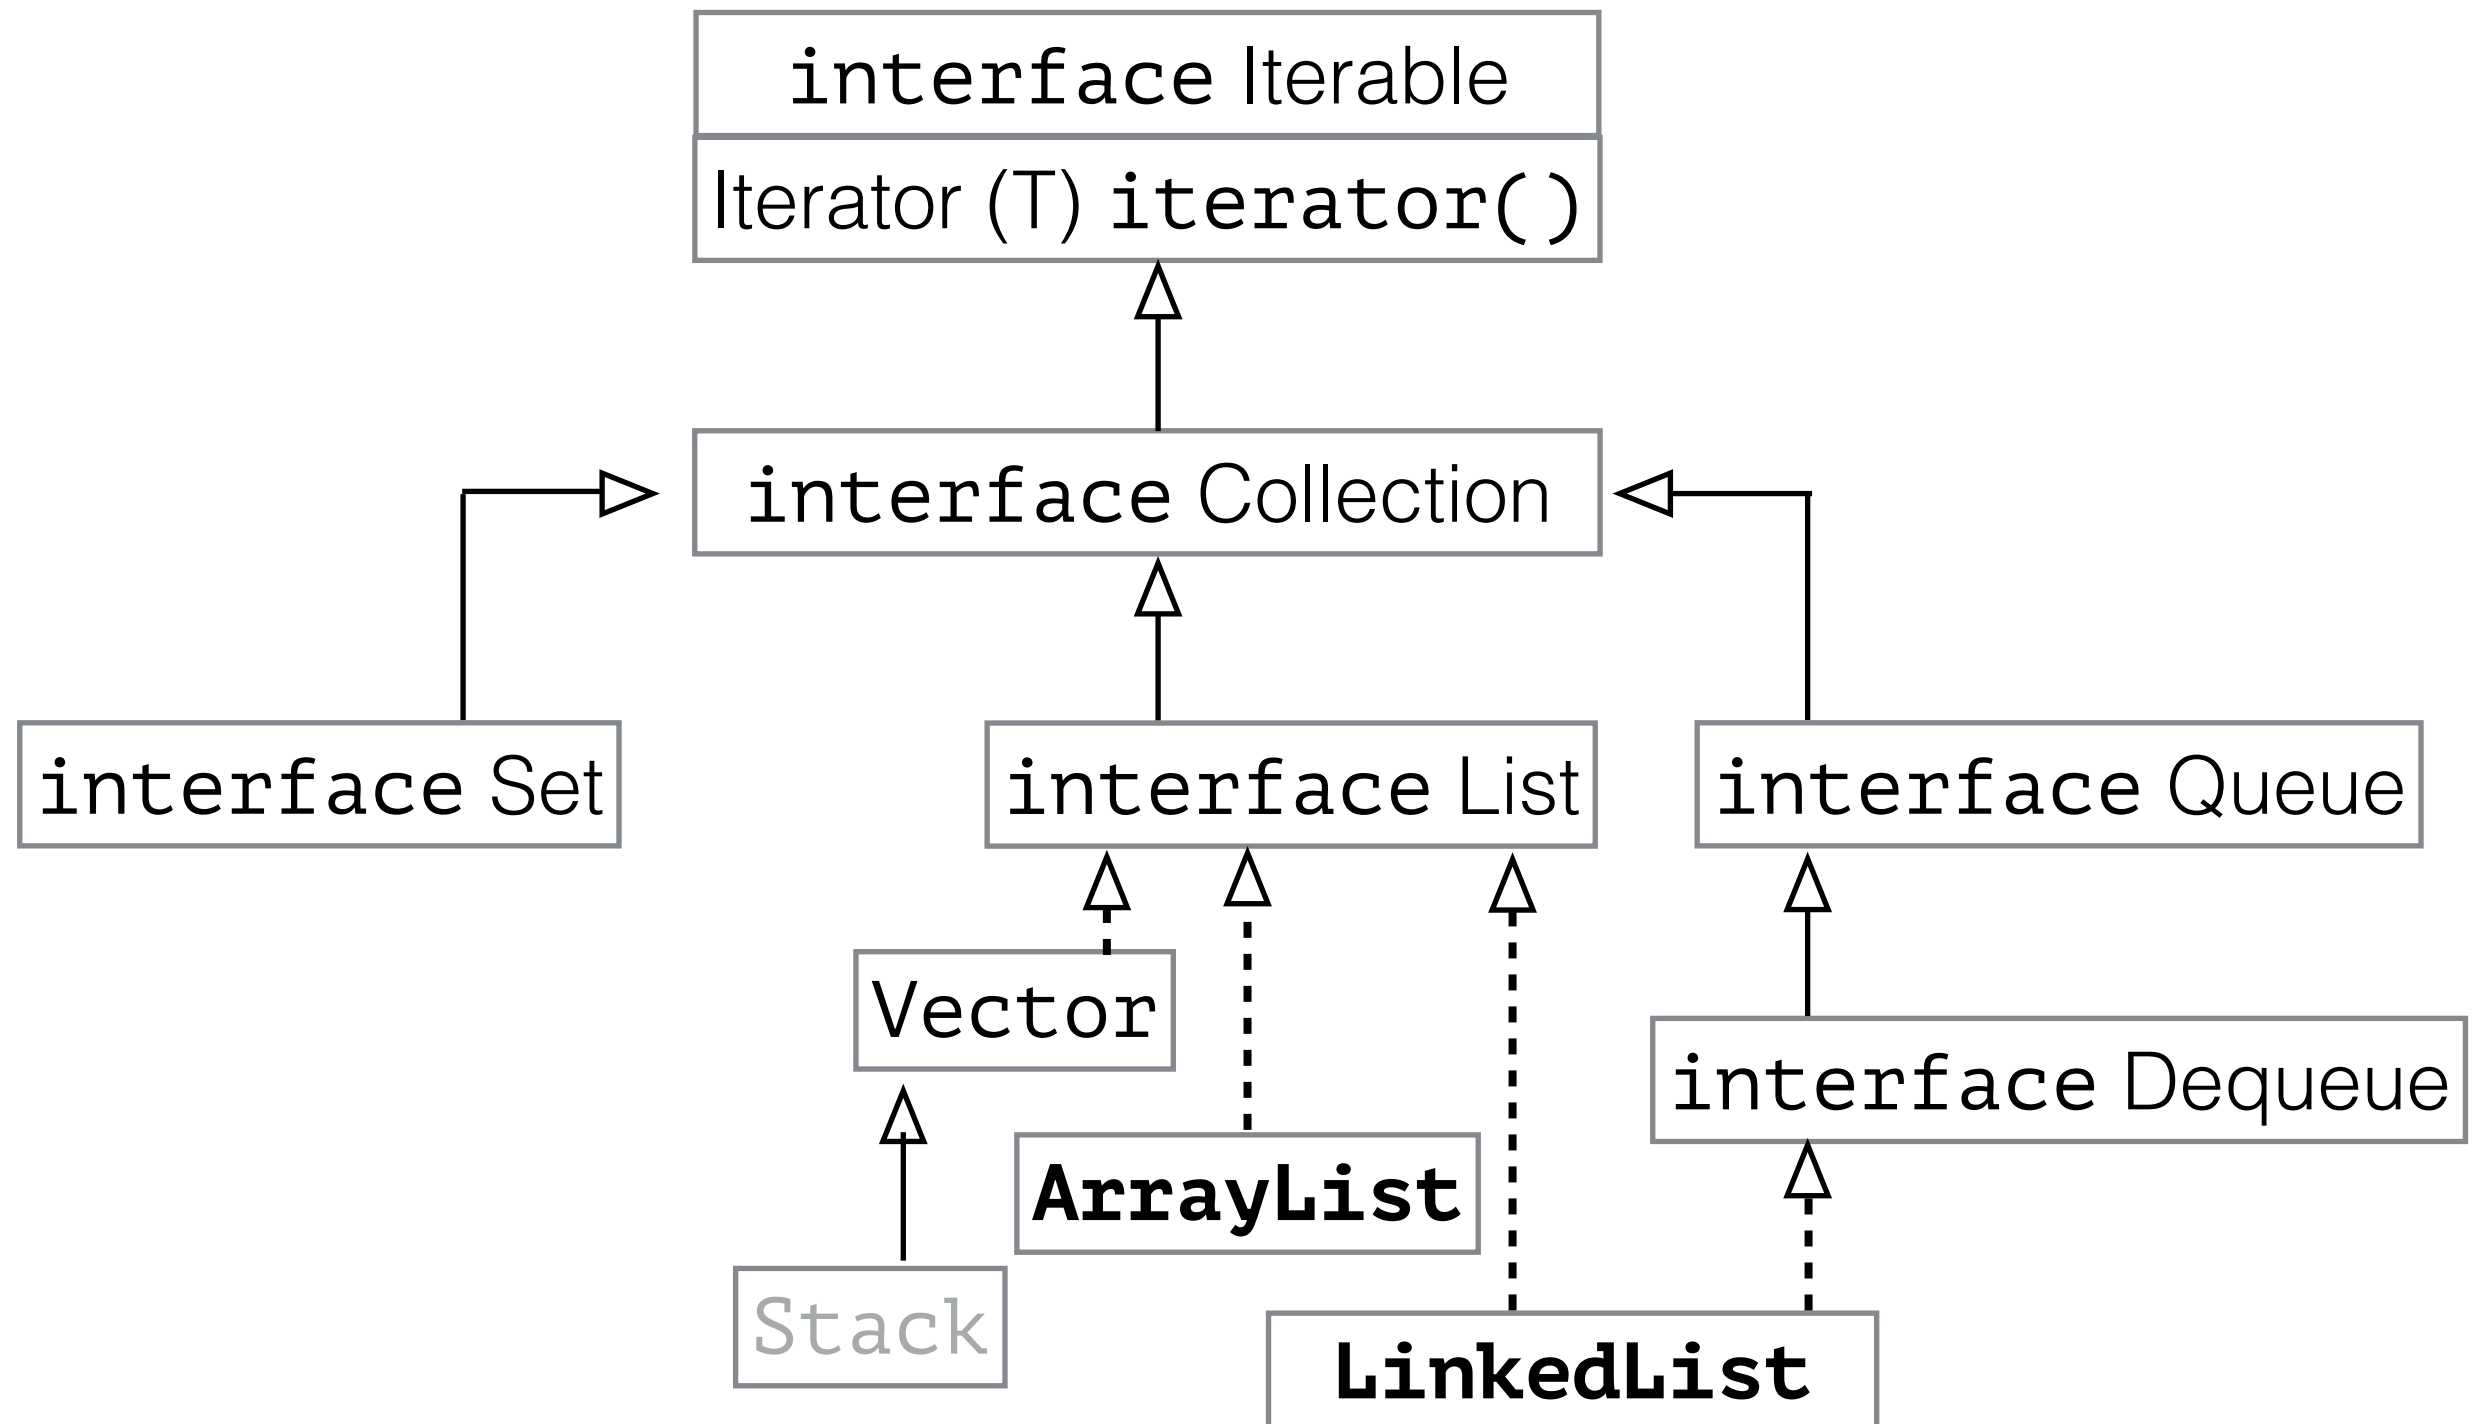 interface Iterable
Iterator (T) iterator()
interface Collection
interface Set
interface List
interface Queue
Vector
interface Dequeue
ArrayList
Stack
LinkedList